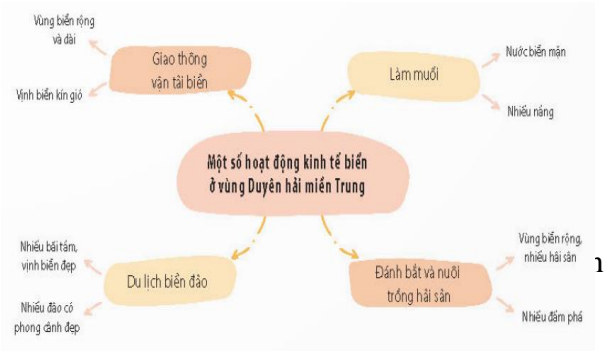 Vùng biển rộng
và dài
Vịnh biển kín gió
Giao thông
vận tải biển
Làm muối
Nước biển mặn
Nhiều nắng
Một số hoạt động kinh tế biển
ở vùng Duyên hải miền Trung
Nhiều bãi tắm,
vịnh biển đẹp
Nhiều đảo có
phong cảnh đẹp
Du lịch biển đảo
Đánh bắt và nuôi
trồng hải sản
Vùng biển rộng,
nhiều hải sản
Nhiều đầm phá